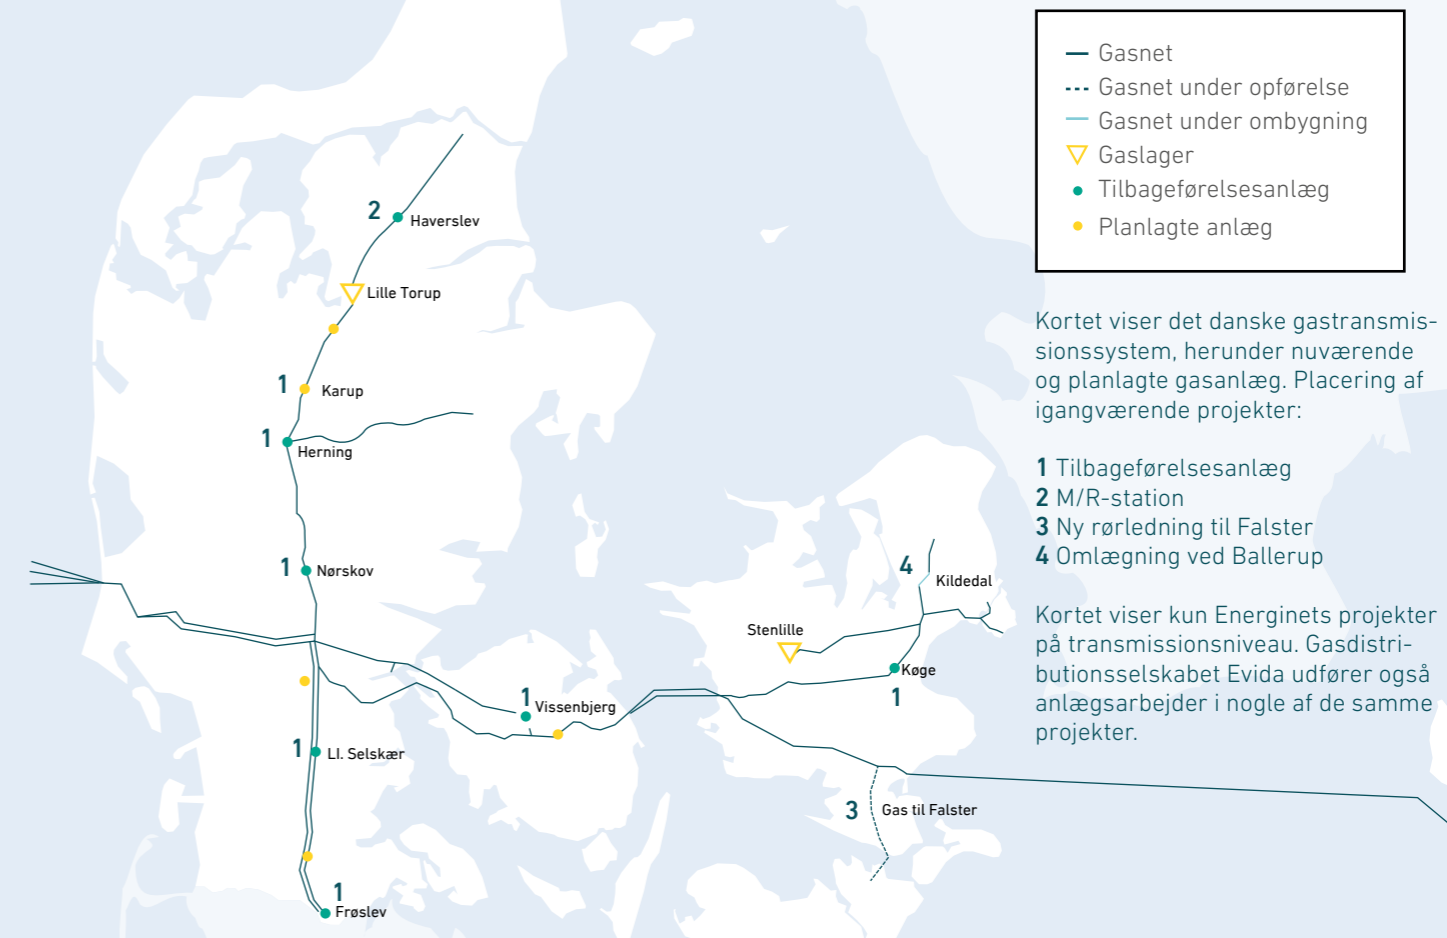 Gasnet
Gasnet under opførelse
Gasnet under ombygning
Gaslager
Tilbageførelsesanlæg
Planlagte anlæg
Kortet viser det danske gastransmis-
sionssystem, herunder nuværende
og planlagte gasanlæg. Placering af
igangværende projekter:
1 Tilbageførelsesanlæg
2 M/R-station
3 Ny rørledning til Falster
4 Omlægning ved Ballerup
Kortet viser kun Energinets projekter
på transmissionsniveau. Gasdistri-
butionsselskabet Evida udfører også
anlægsarbejder i nogle af de samme
projekter.
2
Haverslev
Lille Torup
1
Karup
1
Herning
1
Nørskov
4
Kildedal
Stenlille
Køge
1
1
Vissenbjerg
1
LI. Selskær
3
Gas til Falster
1
Frøslev